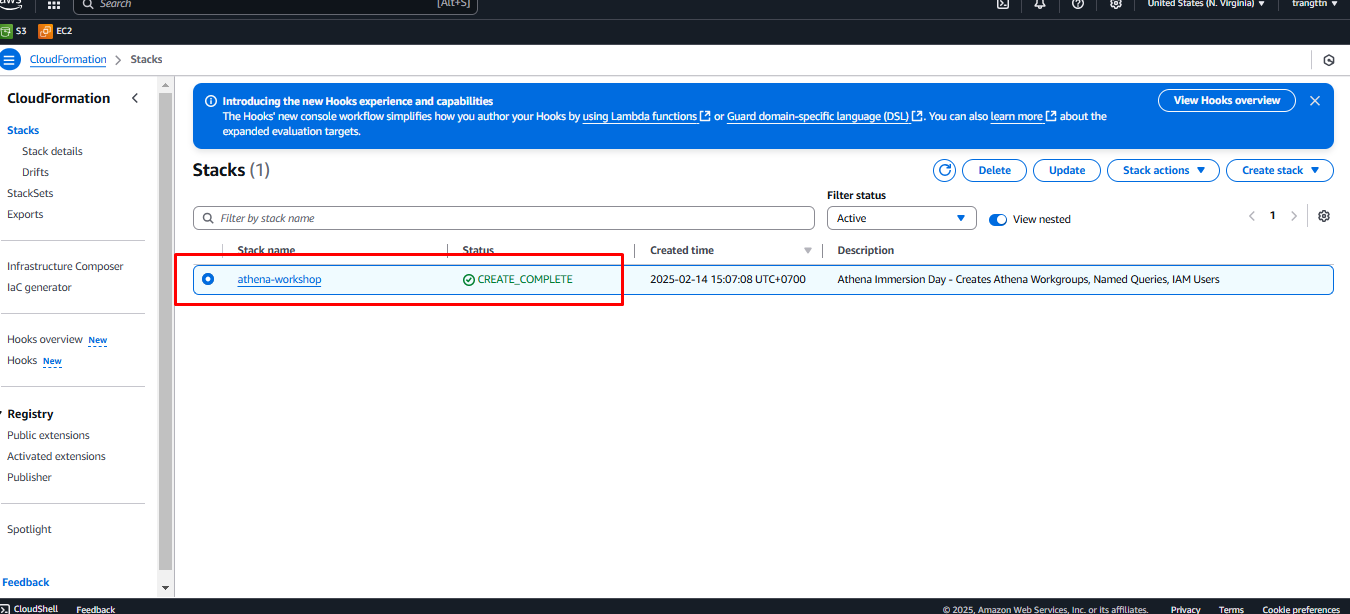 aws
Search
[Alt+S]
United States (N. Virginia)
trangttn
S3
EC2
CloudFormation
Stacks
CloudFormation
Stacks
Stack details
Drifts
StackSets
Exports
Infrastructure Composer
IaC generator
Hooks overview New
Hooks New
Registry
Public extensions
Activated extensions
Publisher
Spotlight
Feedback
Introducing the new Hooks experience and capabilities
The Hooks' new console workflow simplifies how you author your Hooks by using Lambda functions or Guard domain-specific language (DSL). You can also learn more about the
expanded evaluation targets.
View Hooks overview
Stacks (1)
Delete
Update
Stack actions
Create stack
Filter status
Filter by stack name
Active
View nested
1
Stack name
Status
Created time
Description
athena-workshop
CREATE_COMPLETE
2025-02-14 15:07:08 UTC+0700
Athena Immersion Day - Creates Athena Workgroups, Named Queries, IAM Users
CloudShell
Feedback
© 2025, Amazon Web Services, Inc. or its affiliates.
Privacy
Terms
Cookie preferences